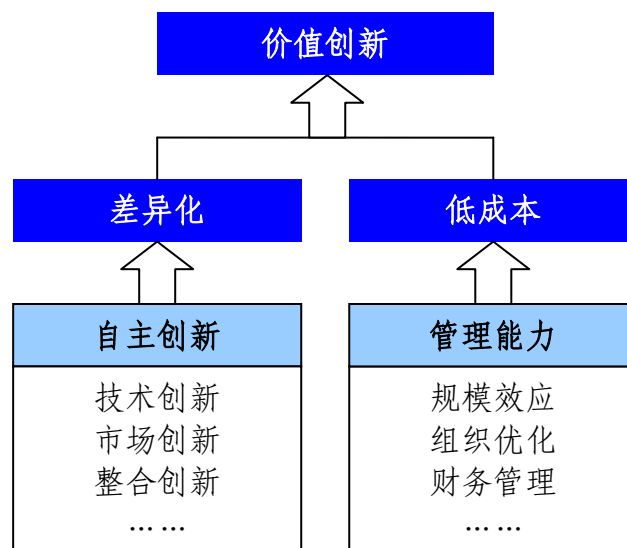 价值创新
差异化
低成本
自主创新
技术创新
市场创新
整合创新
... ...
管理能力
规模效应
组织优化
财务管理
... ...